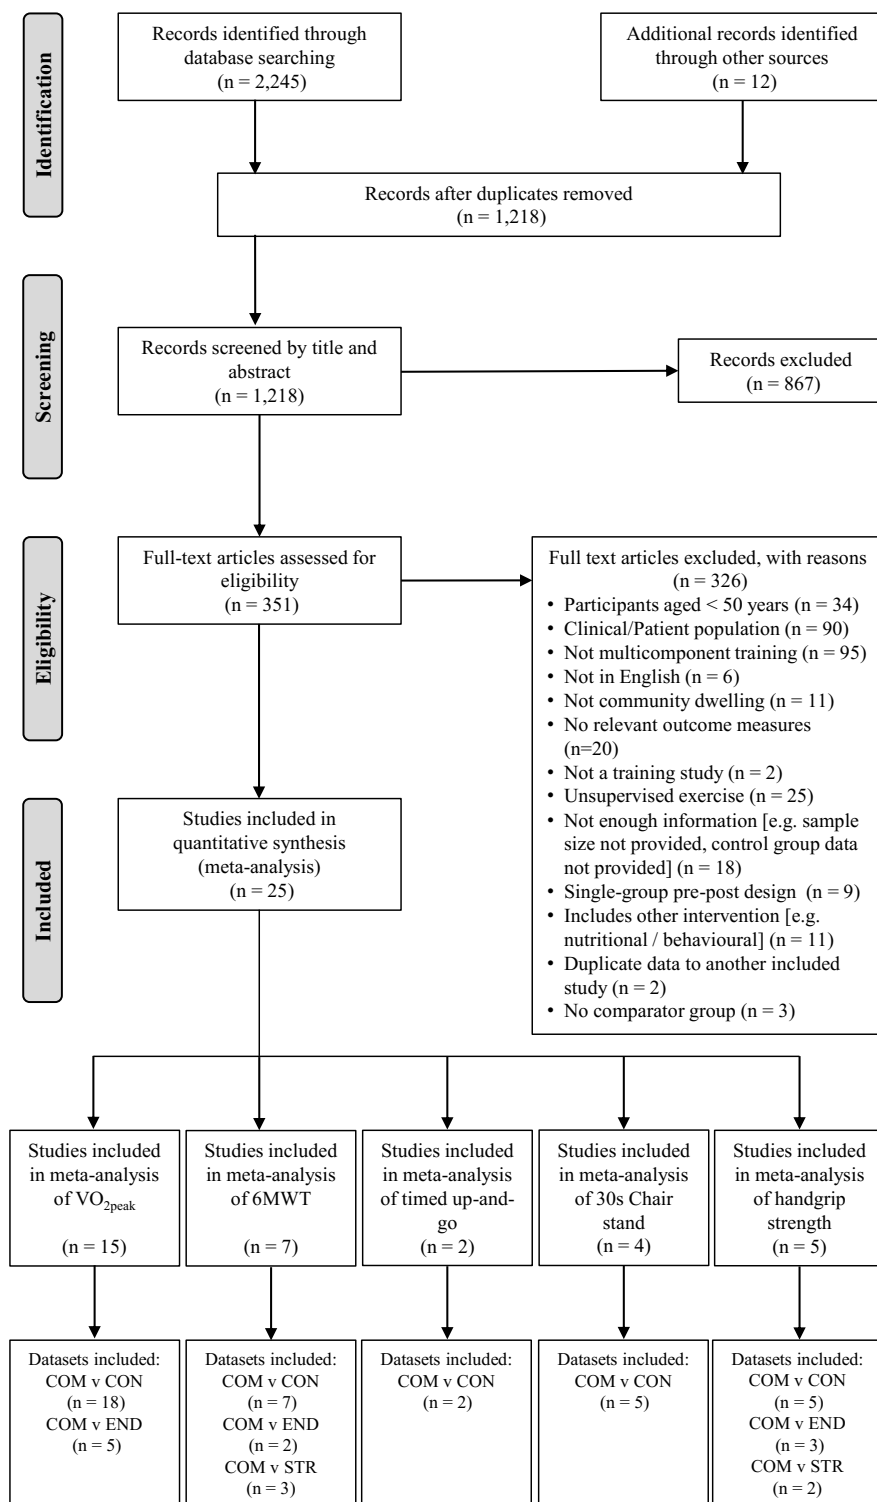 Identification
Records identified through
database searching
(n = 2,245)
Additional records identified
through other sources
(n = 12)
Records after duplicates removed
(n = 1,218)
Screening
Records screened by title and
abstract
(n = 1,218)
Records excluded
(n = 867)
Eligibility
Full-text articles assessed for
eligibility
(n = 351)
Full text articles excluded, with reasons
(n = 326)
• Participants aged < 50 years (n = 34)
• Clinical/Patient population (n = 90)
• Not multicomponent training (n = 95)
• Not in English (n = 6)
• Not community dwelling (n = 11)
• No relevant outcome measures
(n=20)
• Not a training study (n = 2)
• Unsupervised exercise (n = 25)
• Not enough information [e.g. sample
size not provided, control group data
not provided] (n = 18)
• Single-group pre-post design (n = 9)
• Includes other intervention [e.g.
nutritional / behavioural] (n = 11)
• Duplicate data to another included
study (n = 2)
• No comparator group (n = 3)
Included
Studies included in
quantitative synthesis
(meta-analysis)
(n = 25)
Studies included
in meta-analysis
of VO2peak
(n = 15)
Studies included
in meta-analysis
of 6MWT
(n = 7)
Studies included
in meta-analysis
of timed up-and-
go
(n = 2)
Studies included
in meta-analysis
of 30s Chair
stand
(n = 4)
Studies included
in meta-analysis
of handgrip
strength
(n = 5)
Datasets included:
COM v CON
(n = 18)
COM v END
(n = 5)
Datasets included:
COM v CON
(n = 7)
COM v END
(n = 2)
COM v STR
(n = 3)
Datasets included:
COM v CON
(n = 2)
Datasets included:
COM v CON
(n = 5)
Datasets included:
COM v CON
(n = 5)
COM v END
(n = 3)
COM v STR
(n = 2)